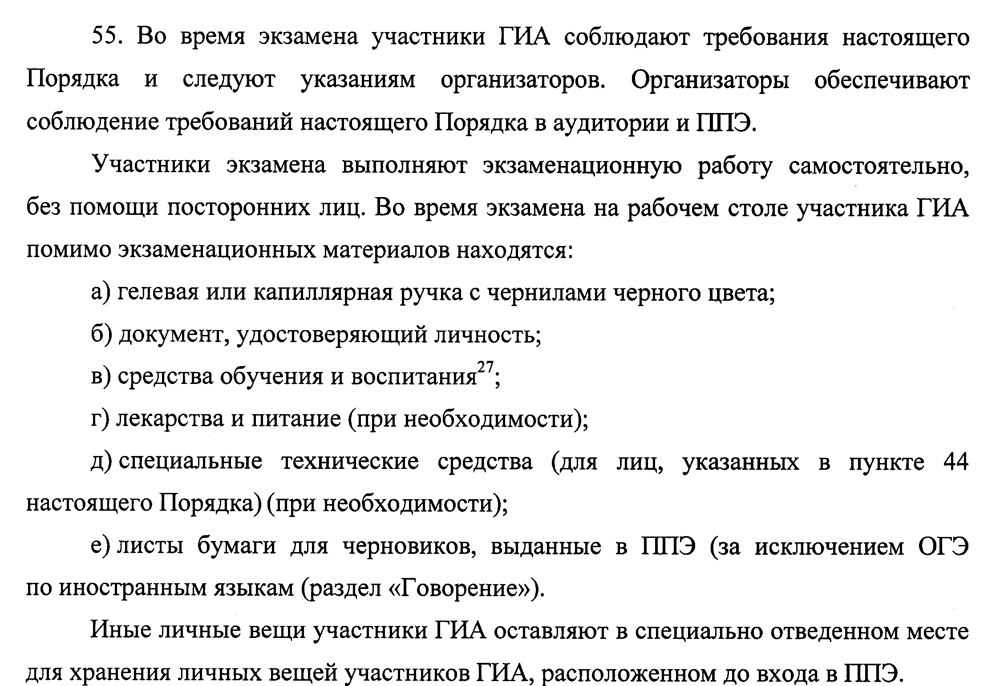 55. Во время экзамена участники ГИА соблюдают требования настоящего
Порядка и следуют указаниям организаторов. Организаторы обеспечивают
соблюдение требований настоящего Порядка в аудитории и ППЭ.
Участники экзамена выполняют экзаменационную работу самостоятельно,
без помощи посторонних лиц. Во время экзамена на рабочем столе участника ГИА
помимо экзаменационных материалов находятся:
а) гелевая или капиллярная ручка с чернилами черного цвета;
б) документ, удостоверяющий личность;
в) средства обучения и воспитания²⁷;
г) лекарства и питание (при необходимости);
д) специальные технические средства (для лиц, указанных в пункте 44
настоящего Порядка) (при необходимости);
е) листы бумаги для черновиков, выданные в ППЭ (за исключением ОГЭ
по иностранным языкам (раздел «Говорение»).
Иные личные вещи участники ГИА оставляют в специально отведенном месте
для хранения личных вещей участников ГИА, расположенном до входа в ППЭ.